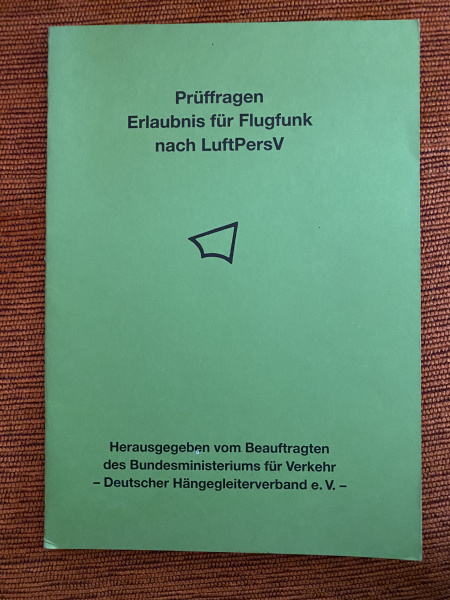 Prüffragen
Erlaubnis für Flugfunk
nach LuftPersV
Herausgegeben vom Beauftragten
des Bundesministeriums für Verkehr
– Deutscher Hängegleiterverband e. V. –